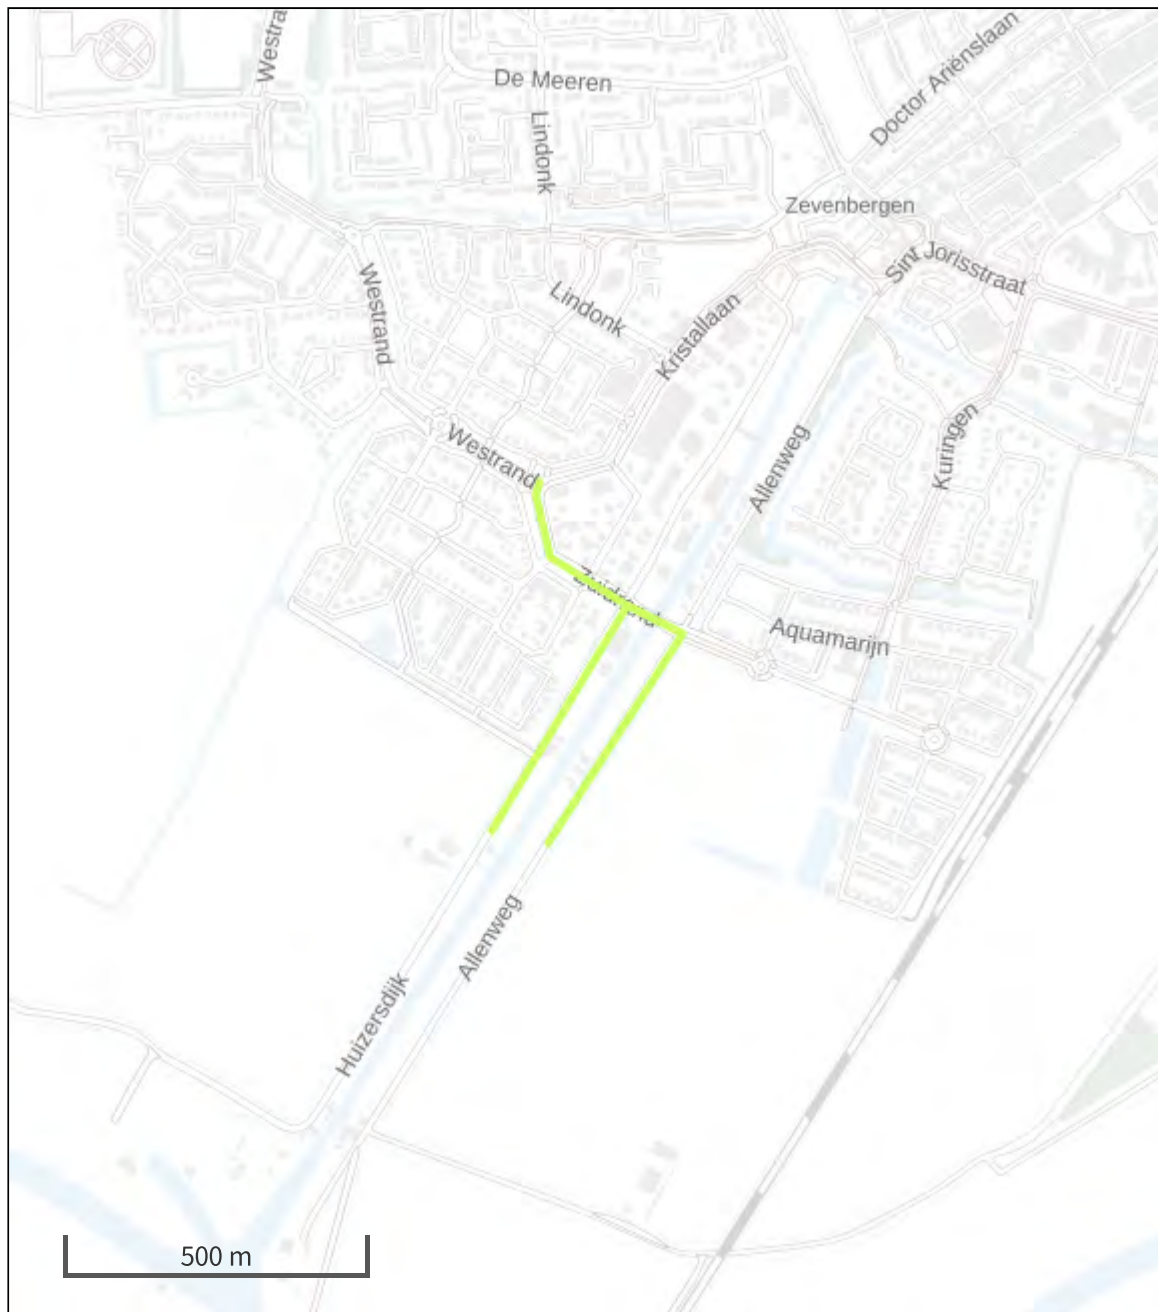 Westra
De Meeren
Doctor Ariënslaan
Lindonk
Zevenbergen
Sint Jorisstraat
Westrand
Lindonk
Kristallaan
Kuringen
Westrand
Allenweg
Zuidrand
Aquamarijn
Allenweg
Huizersdijk
500 m